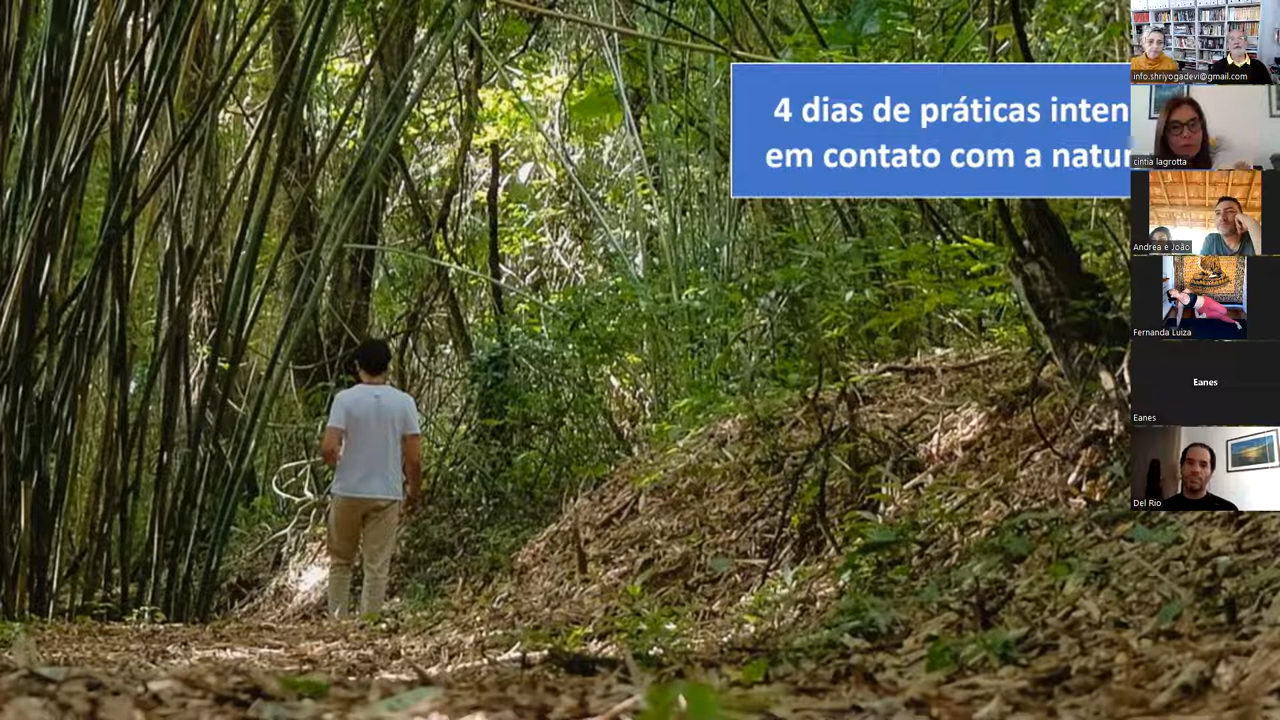 4 dias de práticas inten
em contato com a natur
info.shriyogadevi@gmail.com
cintia lagrotta
Andrea e João
Fernanda Luiza
Eanes
Eanes
Del Rio